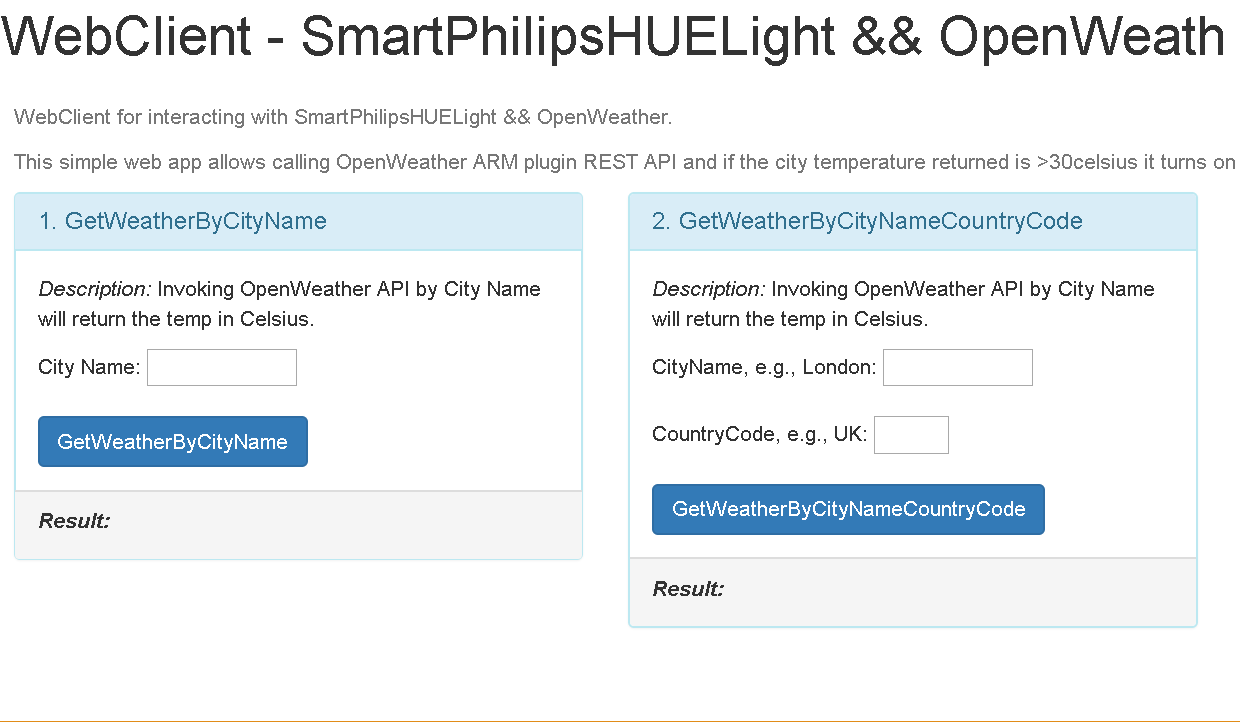 WebClient - SmartPhilipsHUELight && OpenWeath
WebClient for interacting with SmartPhilipsHUELight && OpenWeather.
This simple web app allows calling OpenWeather ARM plugin REST API and if the city temperature returned is >30celsius it turns on
1. GetWeatherByCityName
Description: Invoking OpenWeather API by City Name
will return the temp in Celsius.
City Name:
GetWeatherByCityName
Result:
2. GetWeatherByCityNameCountryCode
Description: Invoking OpenWeather API by City Name
will return the temp in Celsius.
CityName, e.g., London:
CountryCode, e.g., UK:
GetWeatherByCityNameCountryCode
Result: